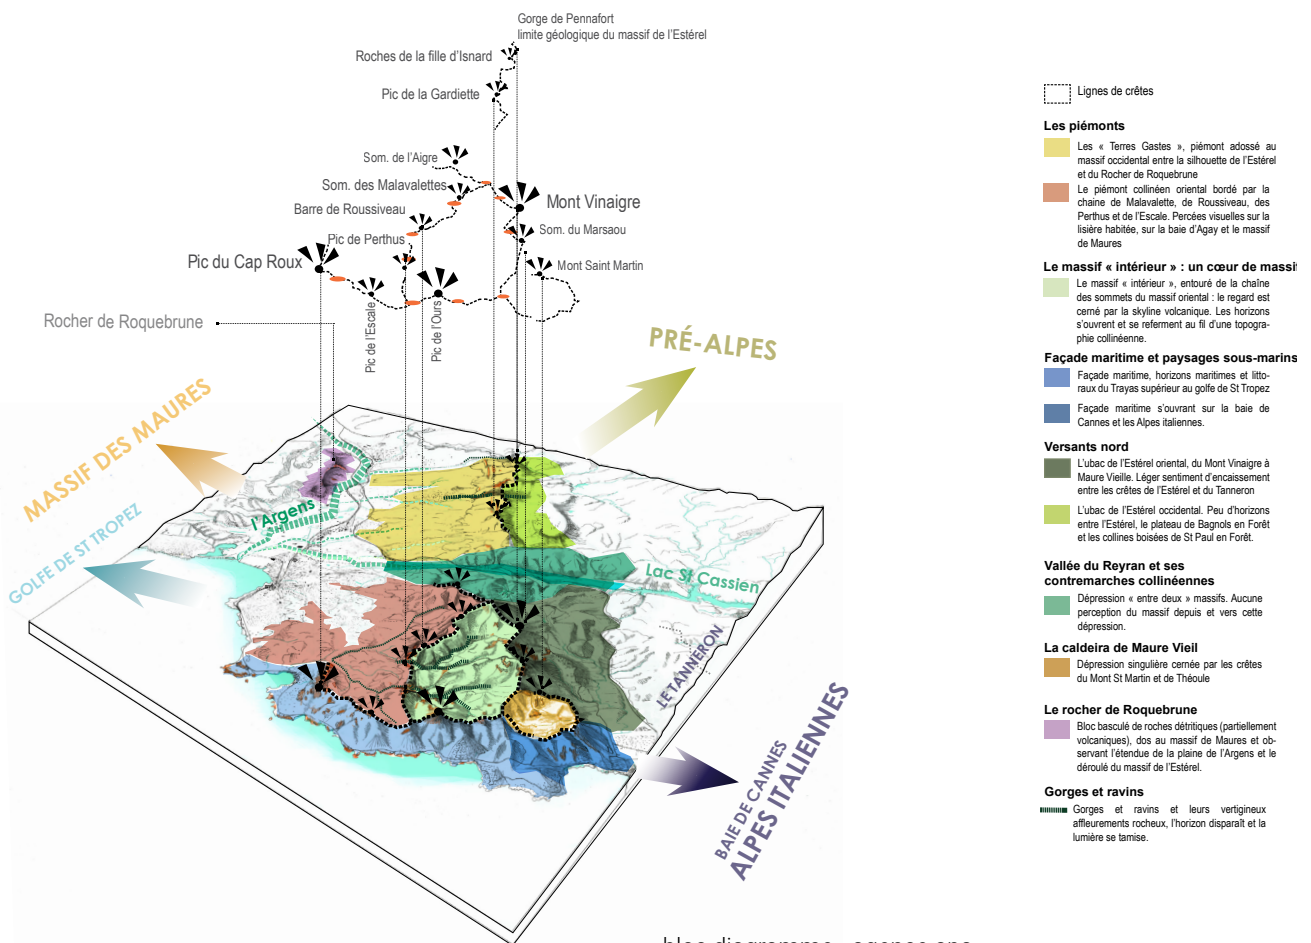 Gorge de Pennafort
limite géologique du massif de l'Estérel
Roches de la fille d'Isnard
Pic de la Gardiette
Som. de l'Aigre
Som. des Malavalettes
Mont Vinaigre
Barre de Roussiveau
Som. du Marsaou
Pic de Perthus
Pic du Cap Roux
Mont Saint Martin
Pic de l'Escale
Pic de l'Ours
Rocher de Roquebrune
PRÉ-ALPES
MASSIF DES MAURES
GOLFE DE ST TROPEZ
l'Argens
Lac St Cassien
LE TANNERON
BAIE DE CANNES
ALPES ITALIENNES
Lignes de crêtes
Les piémonts
Les « Terres Gastes », piémont adossé au
massif occidental entre la silhouette de l'Estérel
et du Rocher de Roquebrune
Le piémont collinéen oriental bordé par la
chaine de Malavalette, de Roussiveau, des
Perthus et de l'Escale. Percées visuelles sur la
lisière habitée, sur la baie d'Agay et le massif
de Maures
Le massif « intérieur » : un cœur de massif
Le massif « intérieur », entouré de la chaîne
des sommets du massif oriental : le regard est
cerné par la skyline volcanique. Les horizons
s'ouvrent et se referment au fil d'une topogra-
phie collinéenne.
Façade maritime et paysages sous-marins
Façade maritime, horizons maritimes et litto-
raux du Trayas supérieur au golfe de St Tropez
Façade maritime s'ouvrant sur la baie de
Cannes et les Alpes italiennes.
Versants nord
L'ubac de l'Estérel oriental, du Mont Vinaigre à
Maure Vieille. Léger sentiment d'encaissement
entre les crêtes de l'Estérel et du Tanneron
L'ubac de l'Estérel occidental. Peu d'horizons
entre l'Estérel, le plateau de Bagnols en Forêt
et les collines boisées de St Paul en Forêt.
Vallée du Reyran et ses
contremarches collinéennes
Dépression « entre deux » massifs. Aucune
perception du massif depuis et vers cette
dépression.
La caldeira de Maure Vieil
Dépression singulière cernée par les crêtes
du Mont St Martin et de Théoule
Le rocher de Roquebrune
Bloc basculé de roches détritiques (partiellement
volcaniques), dos au massif de Maures et ob-
servant l'étendue de la plaine de l'Argens et le
déroulé du massif de l'Estérel.
Gorges et ravins
Gorges et ravins et leurs vertigineux
affleurements rocheux, l'horizon disparaît et la
lumière se tamise.